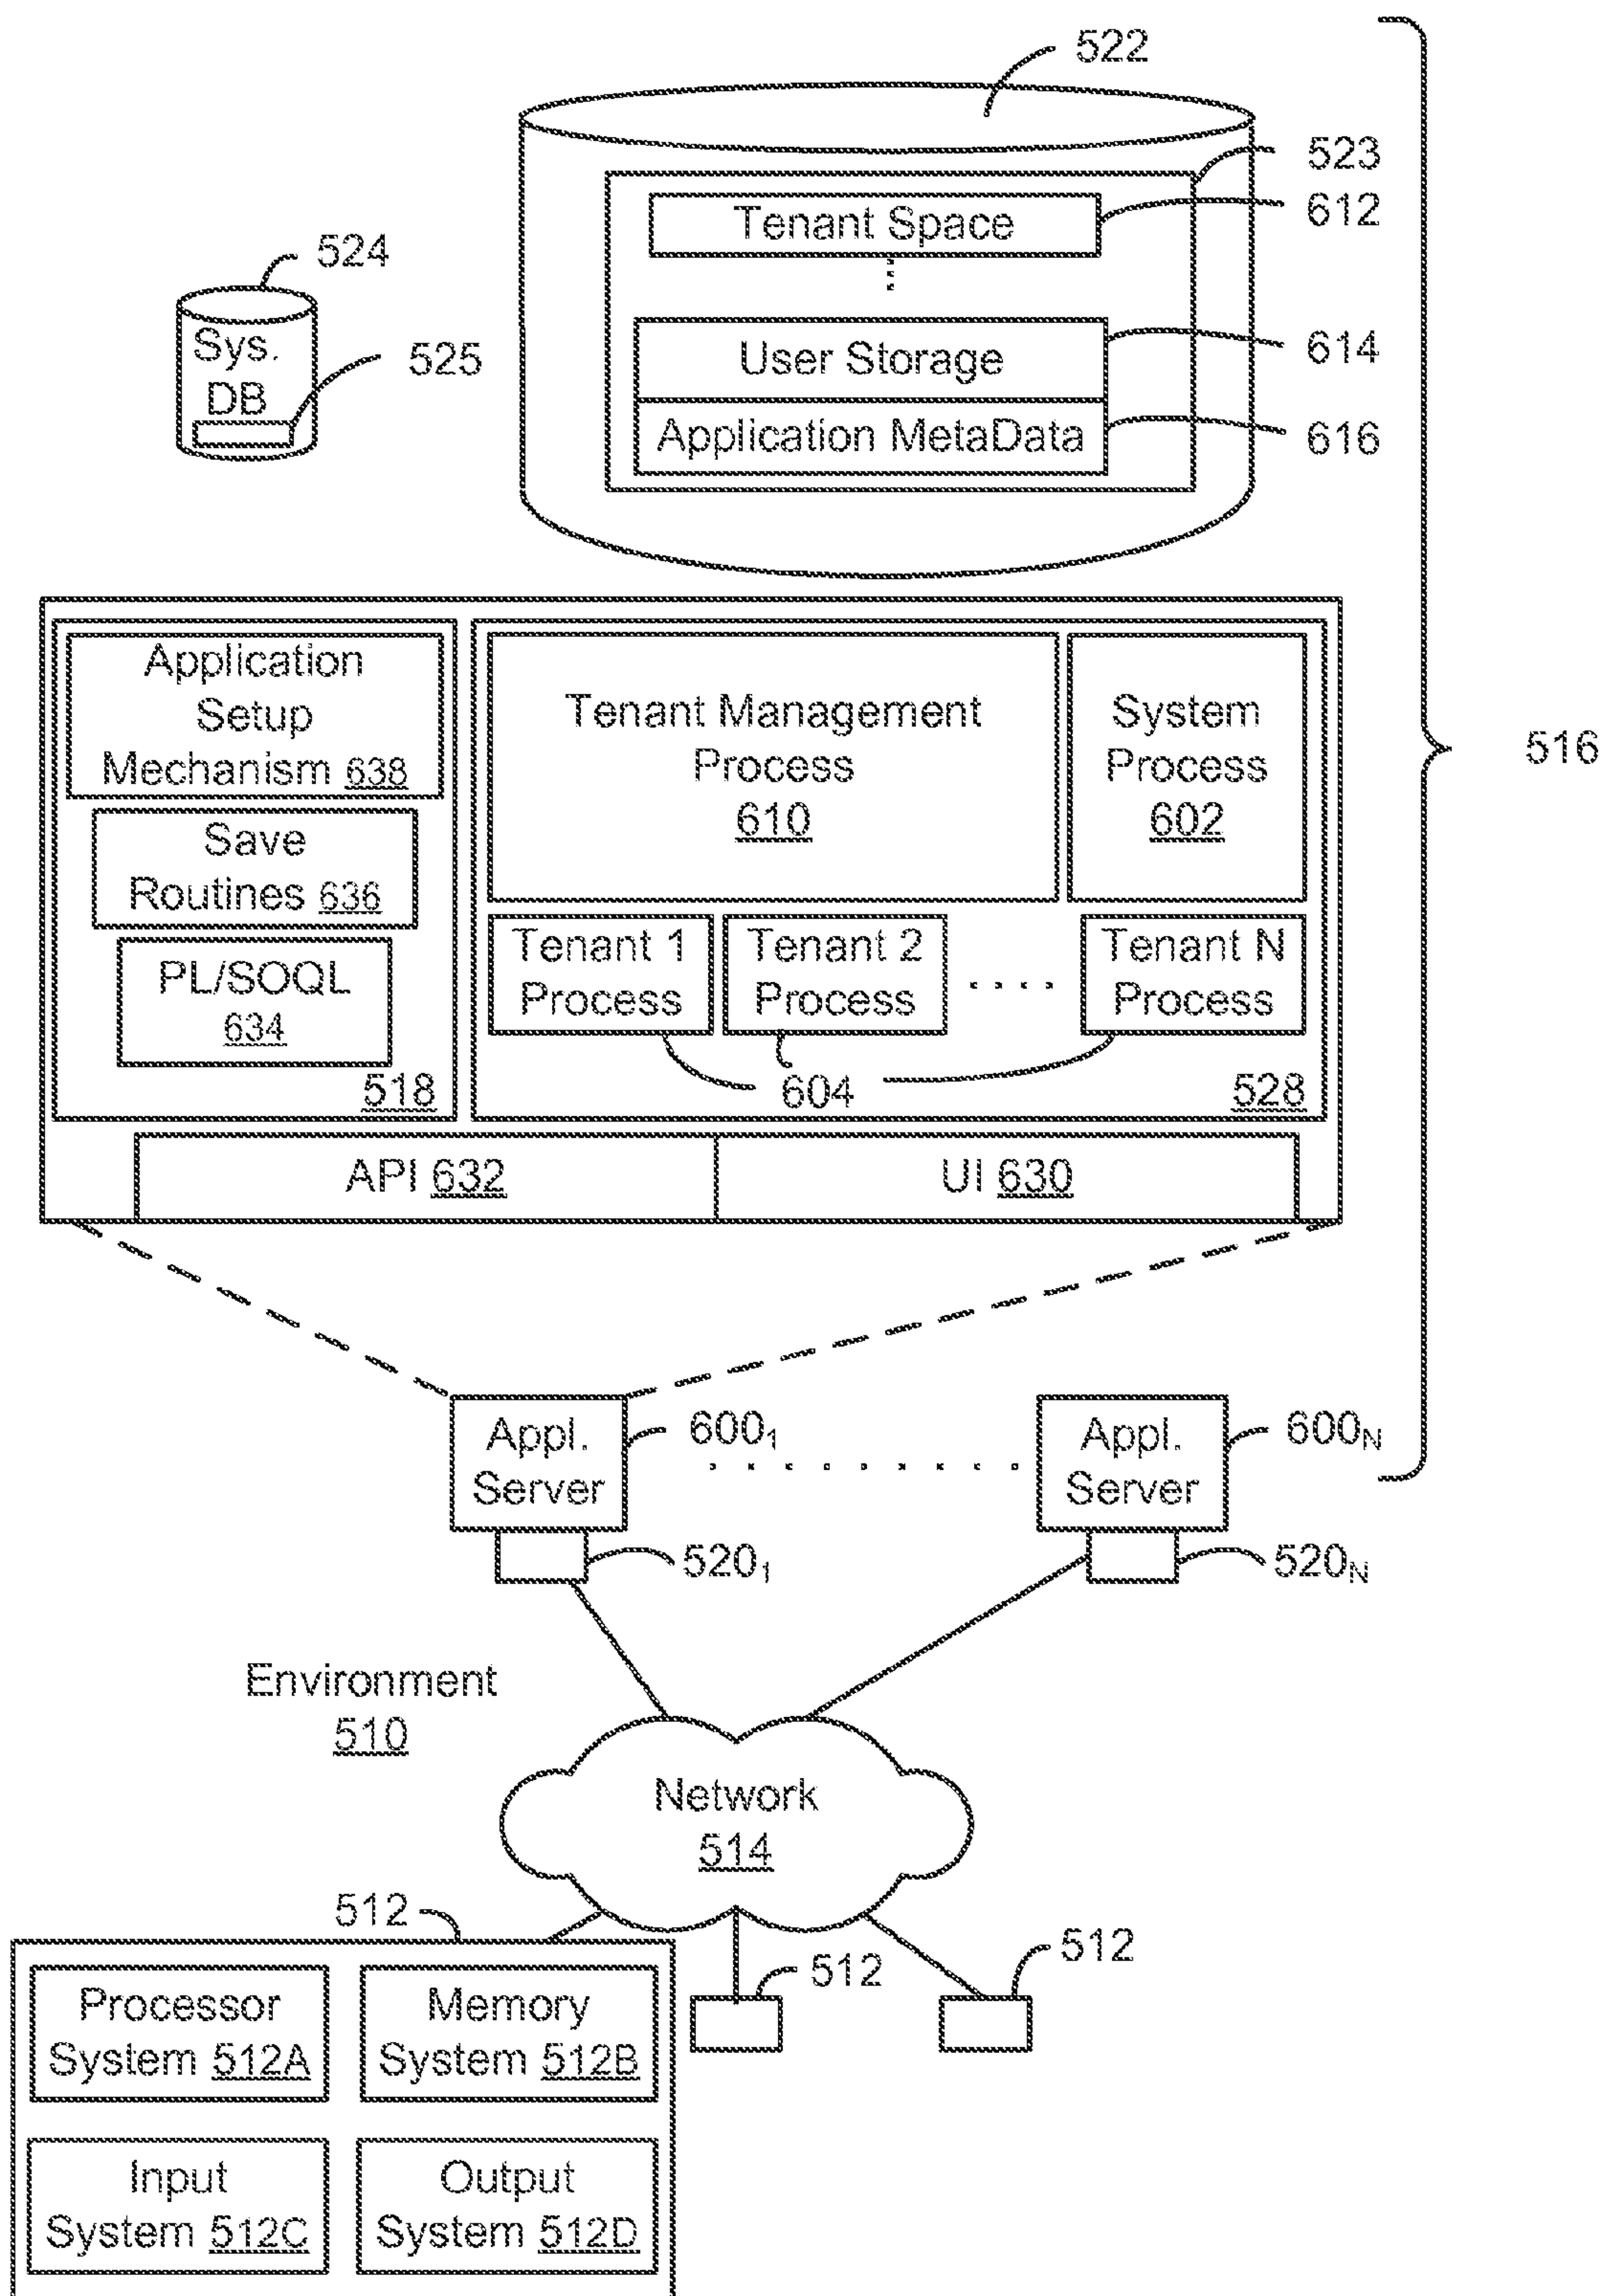 522
523
Tenant Space
612
524
Sys.
DB
525
User Storage
614
Application MetaData
616
516
Application
Setup
Mechanism 638
Save
Routines 636
PL/SOQL
634
518
Tenant Management
Process
610
System
Process
602
Tenant 1
Process
Tenant 2
Process
Tenant N
Process
604
528
API 632
UI 630
Appl.
Server
600₁
Appl.
Server
600N
520₁
520N
Environment
510
Network
514
512
512
512
Processor
System 512A
Memory
System 512B
Input
System 512C
Output
System 512D